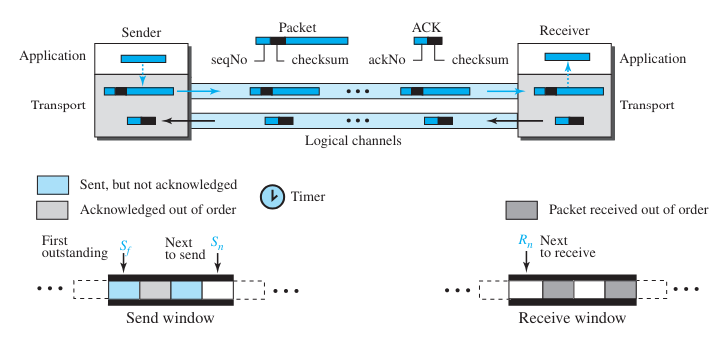 Sender
Packet
ACK
Receiver
Application
seqNo
checksum
ackNo
checksum
Application
Transport
Transport
Logical channels
Sent, but not acknowledged
Timer
Acknowledged out of order
Packet received out of order
First
outstanding
Sf
Next
to send
Sn
Rn
Next
to receive
Send window
Receive window